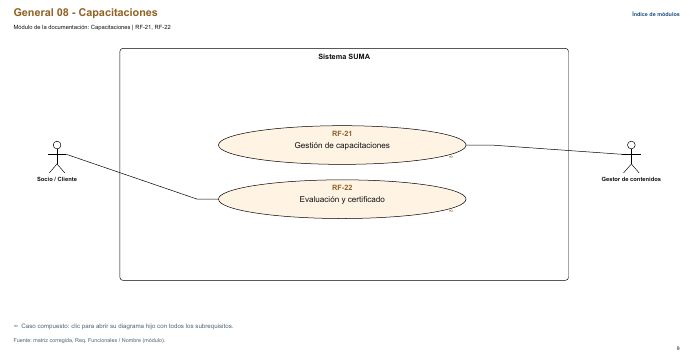 General 08 - Capacitaciones
Índice de módulos
Módulo de la documentación: Capacitaciones | RF-21, RF-22
Sistema SUMA
RF-21
Gestión de capacitaciones
Socio / Cliente
Gestor de contenidos
RF-22
Evaluación y certificado
Caso compuesto: clic para abrir su diagrama hijo con todos los subrequisitos.
Fuente: matriz corregida, Req. Funcionales / Nombre (módulo).